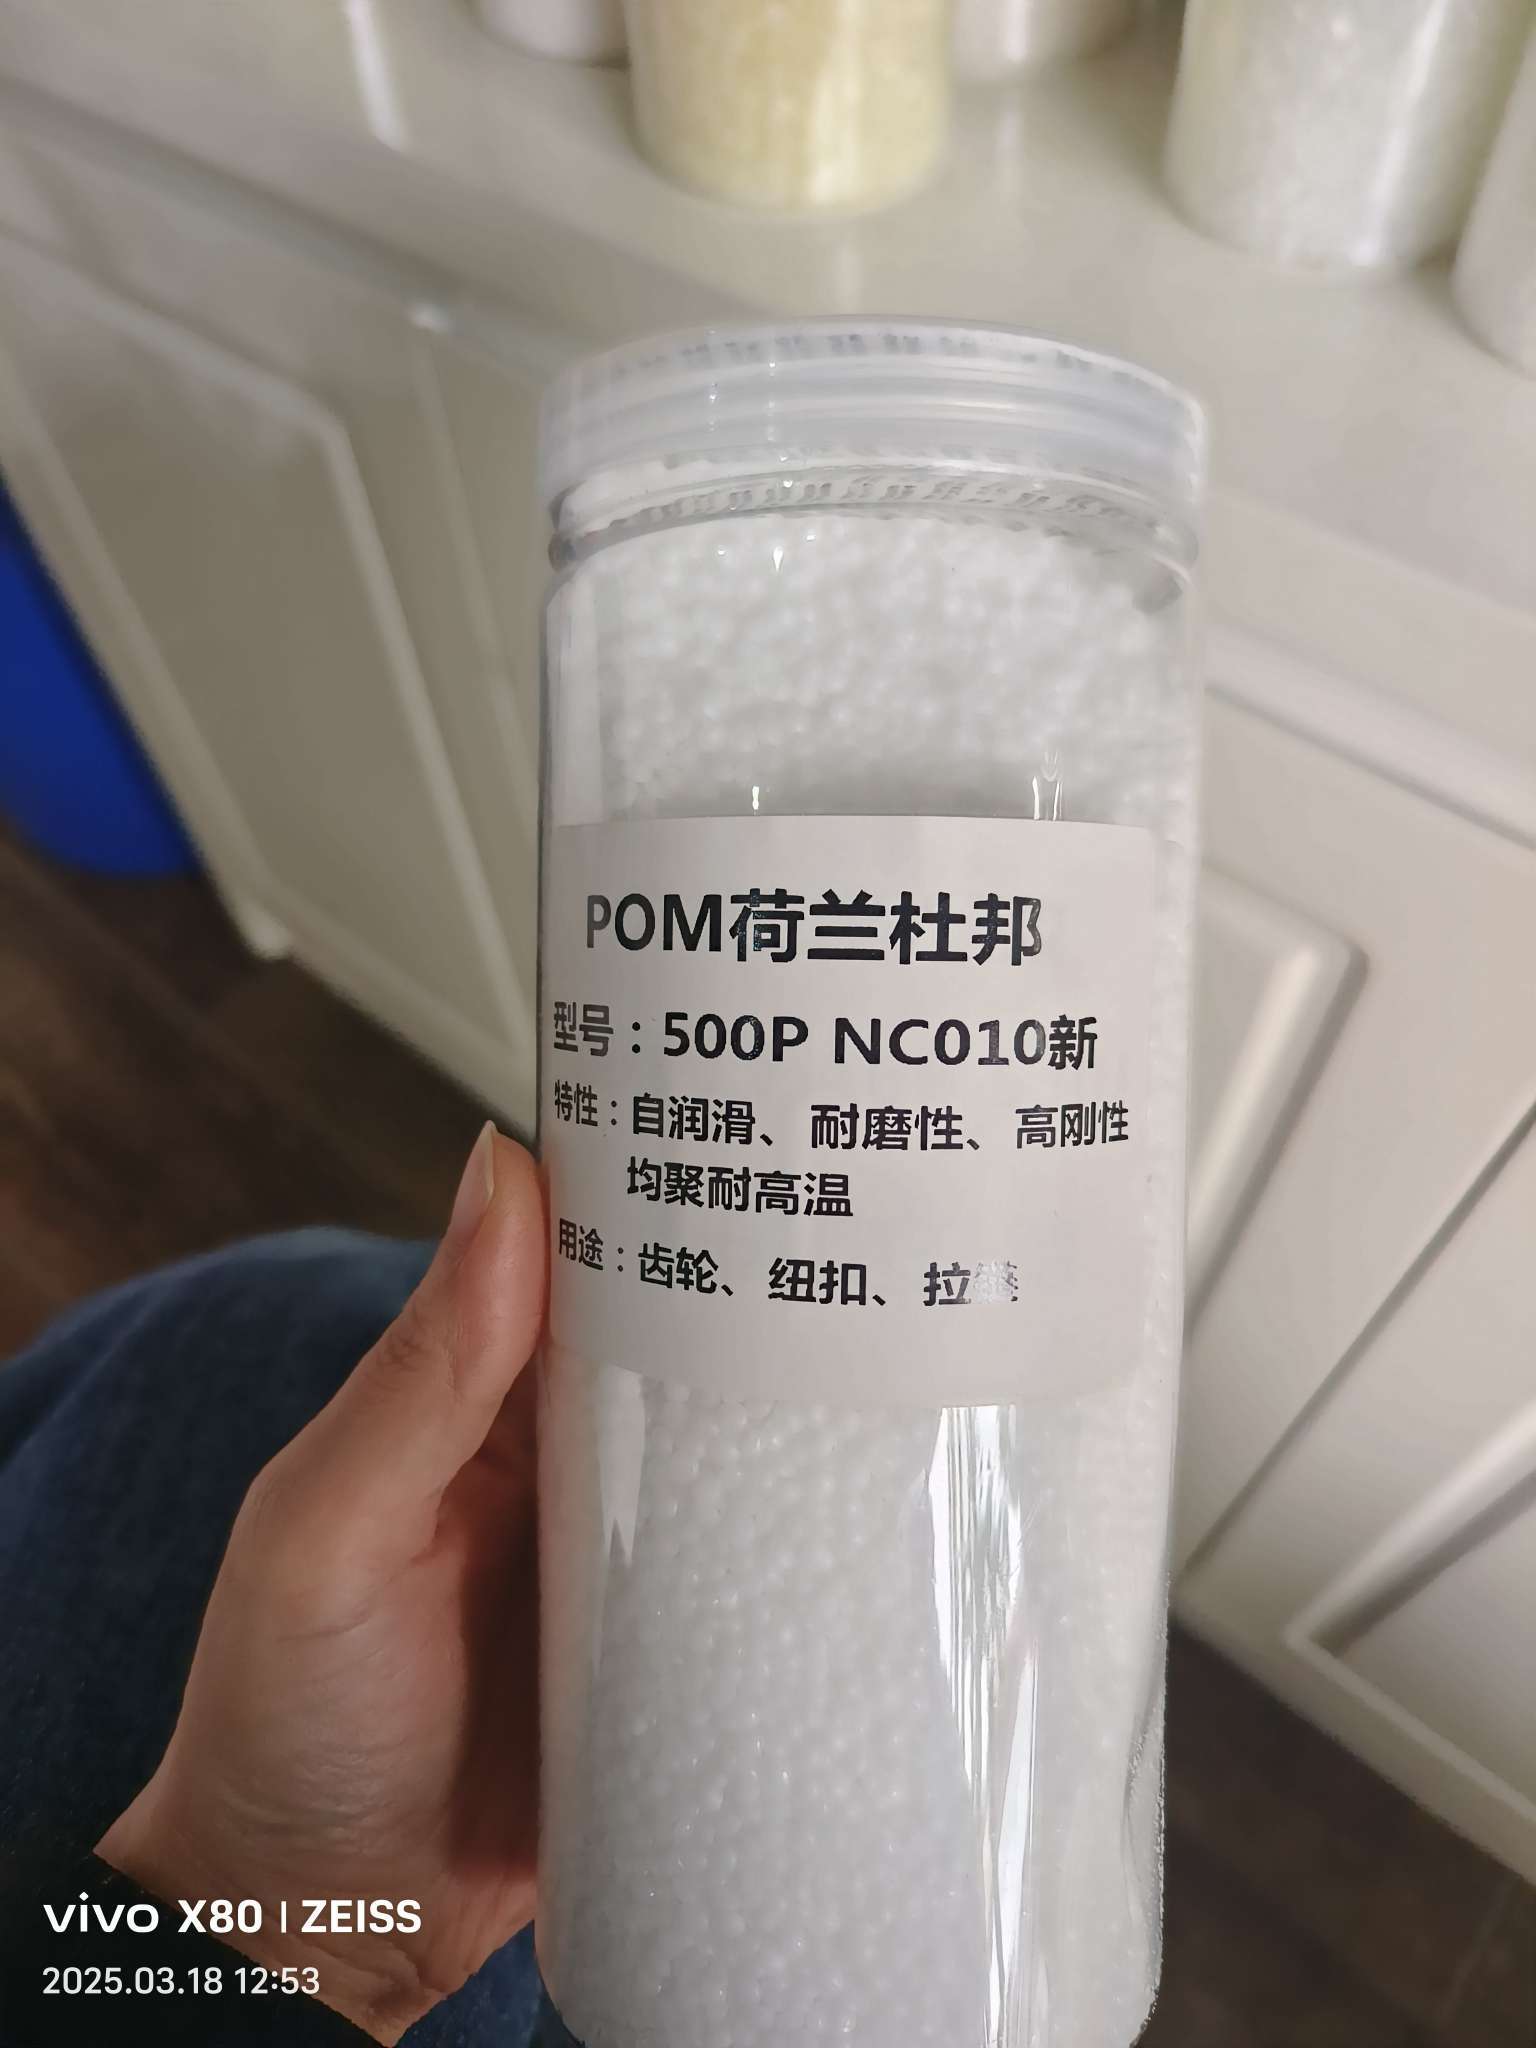 POM荷兰杜邦
型号：500P NC010新
特性：自润滑、耐磨性、高刚性
均聚耐高温
用途：齿轮、纽扣、拉链
vivo X80 | ZEISS
2025.03.18 12:53